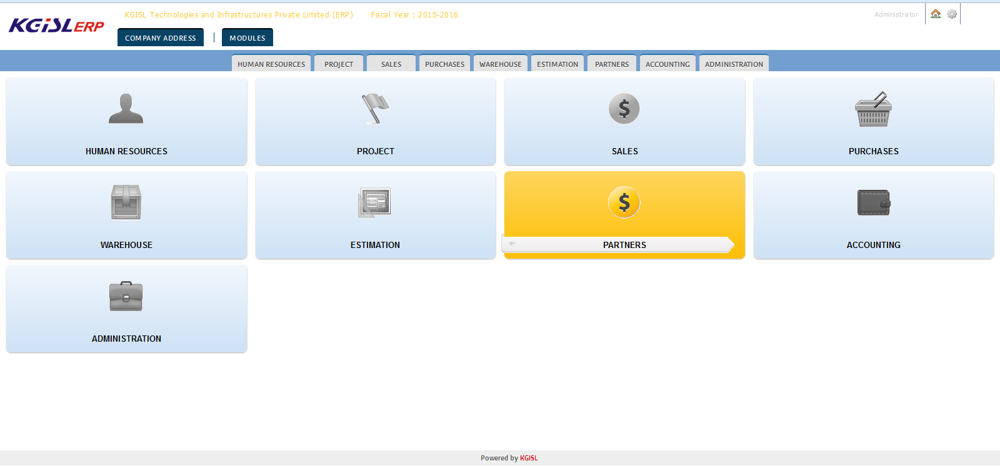 KGISL Technologies and Infrastructures Private Limited (ERP) Fiscal Year : 2015-2016
Administrator
KGiSL ERP
COMPANY ADDRESS | MODULES
HUMAN RESOURCES PROJECT SALES PURCHASES WAREHOUSE ESTIMATION PARTNERS ACCOUNTING ADMINISTRATION
$
HUMAN RESOURCES PROJECT SALES PURCHASES
$
WAREHOUSE ESTIMATION PARTNERS ACCOUNTING
ADMINISTRATION
Powered by KGISL